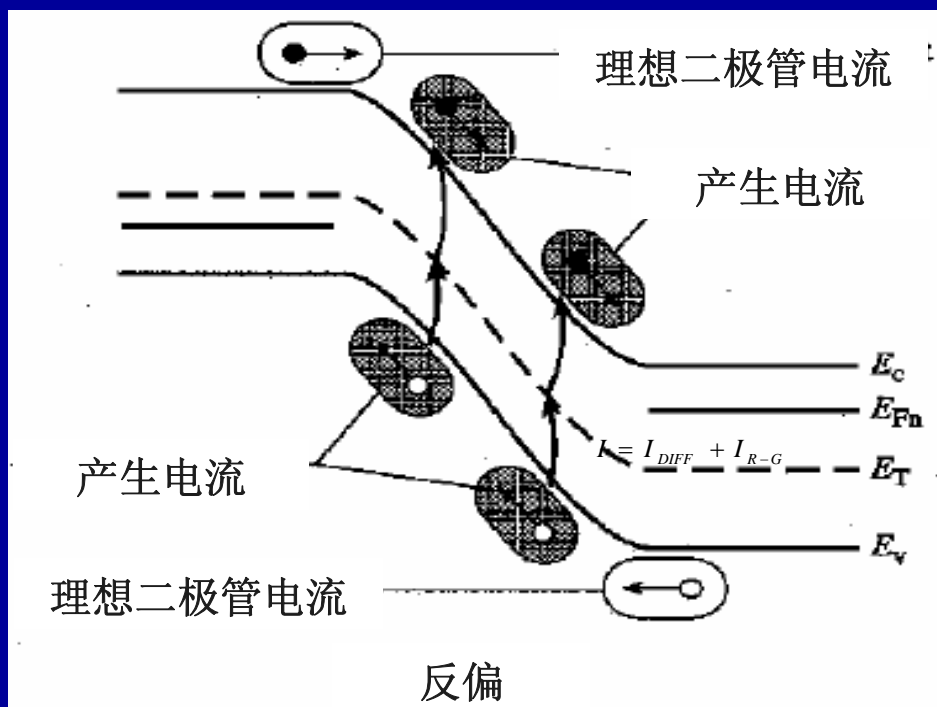 理想二极管电流
产生电流
E_c
E_Fn
I = I_DIFF + I_R-G
E_T
产生电流
E_v
理想二极管电流
反偏